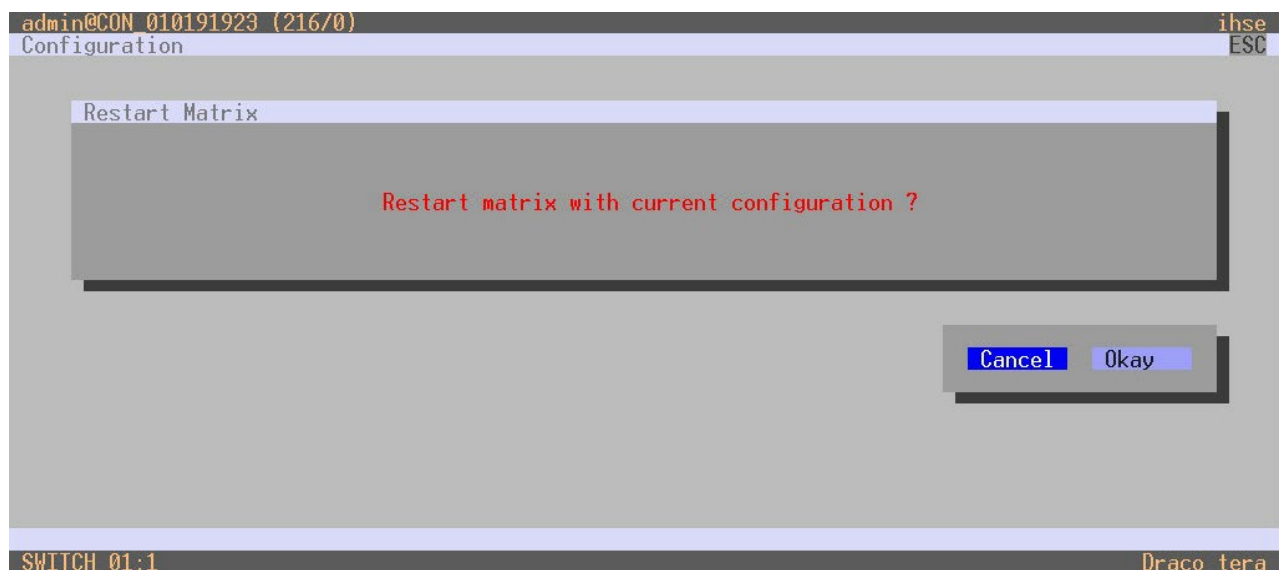 admin@CON_010191923 (216/0) ihse
Configuration ESC
Restart Matrix
Restart matrix with current configuration ?
Cancel Okay
SWITCH 01:1 Draco tera